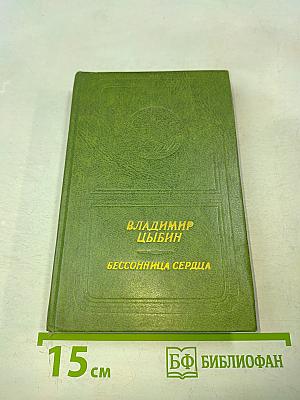 ВЛАДИМИР
ЦЫБИН
БЕССОННИЦА СЕРДЦА
15 см
БФ БИБЛИОФАН